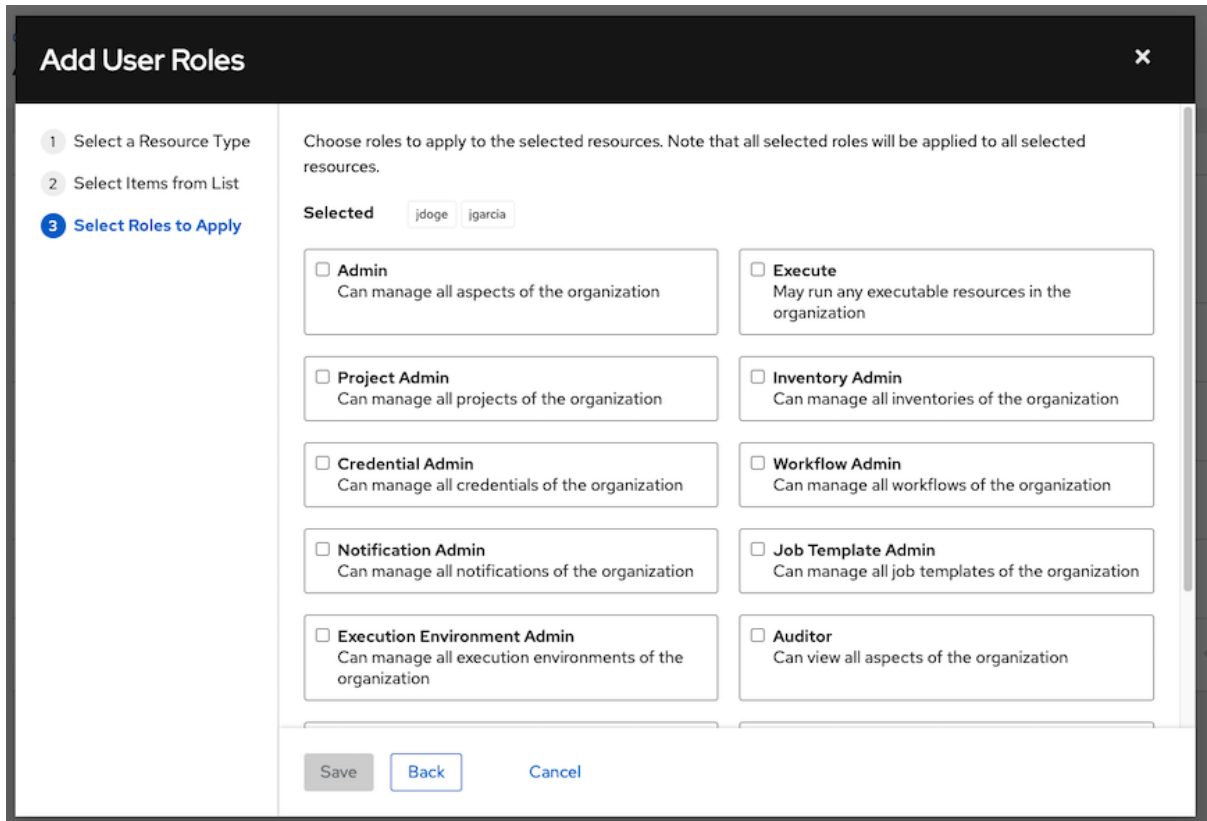 Add User Roles
1 Select a Resource Type
2 Select Items from List
3 Select Roles to Apply
Choose roles to apply to the selected resources. Note that all selected roles will be applied to all selected
resources.
Selected jdoge jgarcia
Admin
Can manage all aspects of the organization
Execute
May run any executable resources in the
organization
Project Admin
Can manage all projects of the organization
Inventory Admin
Can manage all inventories of the organization
Credential Admin
Can manage all credentials of the organization
Workflow Admin
Can manage all workflows of the organization
Notification Admin
Can manage all notifications of the organization
Job Template Admin
Can manage all job templates of the organization
Execution Environment Admin
Can manage all execution environments of the
organization
Auditor
Can view all aspects of the organization
Save Back Cancel